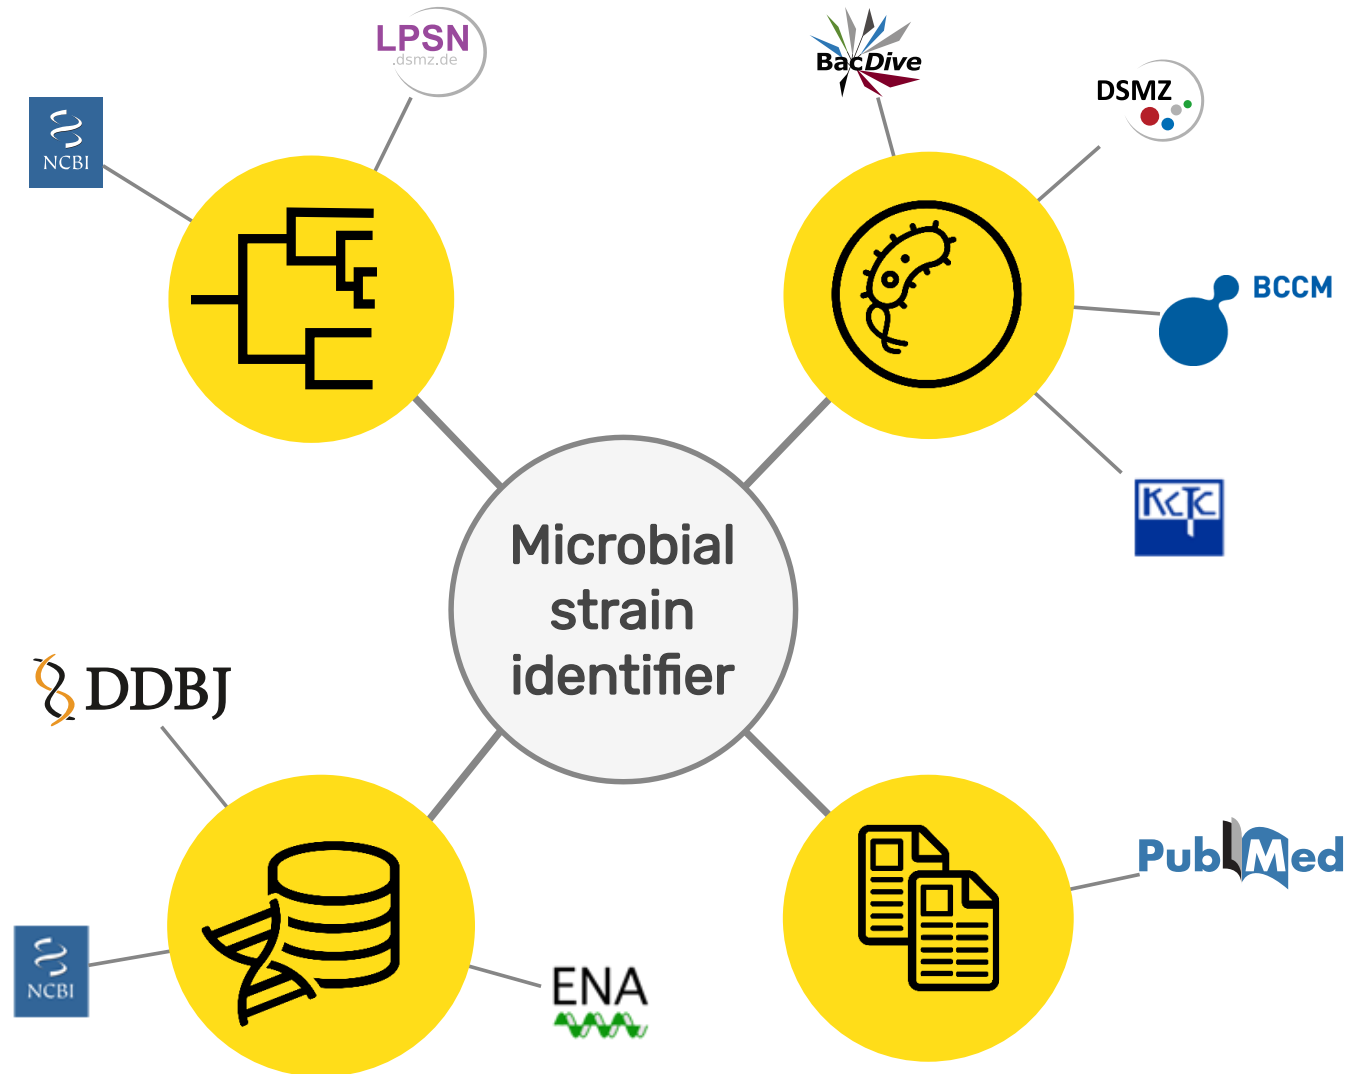 LPSN
.dsmz.de
NCBI
BacDive
DSMZ
BCCM
KCTC
Microbial
strain
identifier
DDBJ
NCBI
ENA
PubMed